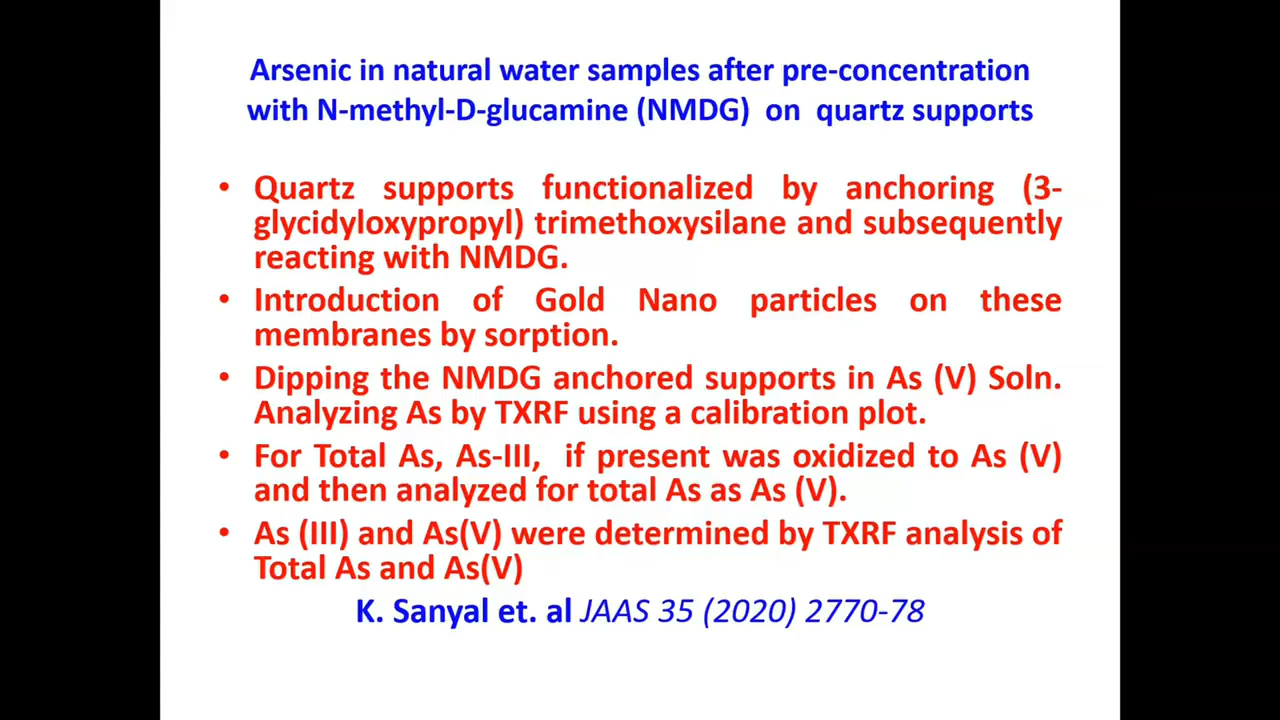 Arsenic in natural water samples after pre-concentration
with N-methyl-D-glucamine (NMDG) on quartz supports
• Quartz supports functionalized by anchoring (3-
glycidyloxypropyl) trimethoxysilane and subsequently
reacting with NMDG.
• Introduction of Gold Nano particles on these
membranes by sorption.
• Dipping the NMDG anchored supports in As (V) Soln.
Analyzing As by TXRF using a calibration plot.
• For Total As, As-III, if present was oxidized to As (V)
and then analyzed for total As as As (V).
• As (III) and As(V) were determined by TXRF analysis of
Total As and As(V)
K. Sanyal et. al JAAS 35 (2020) 2770-78